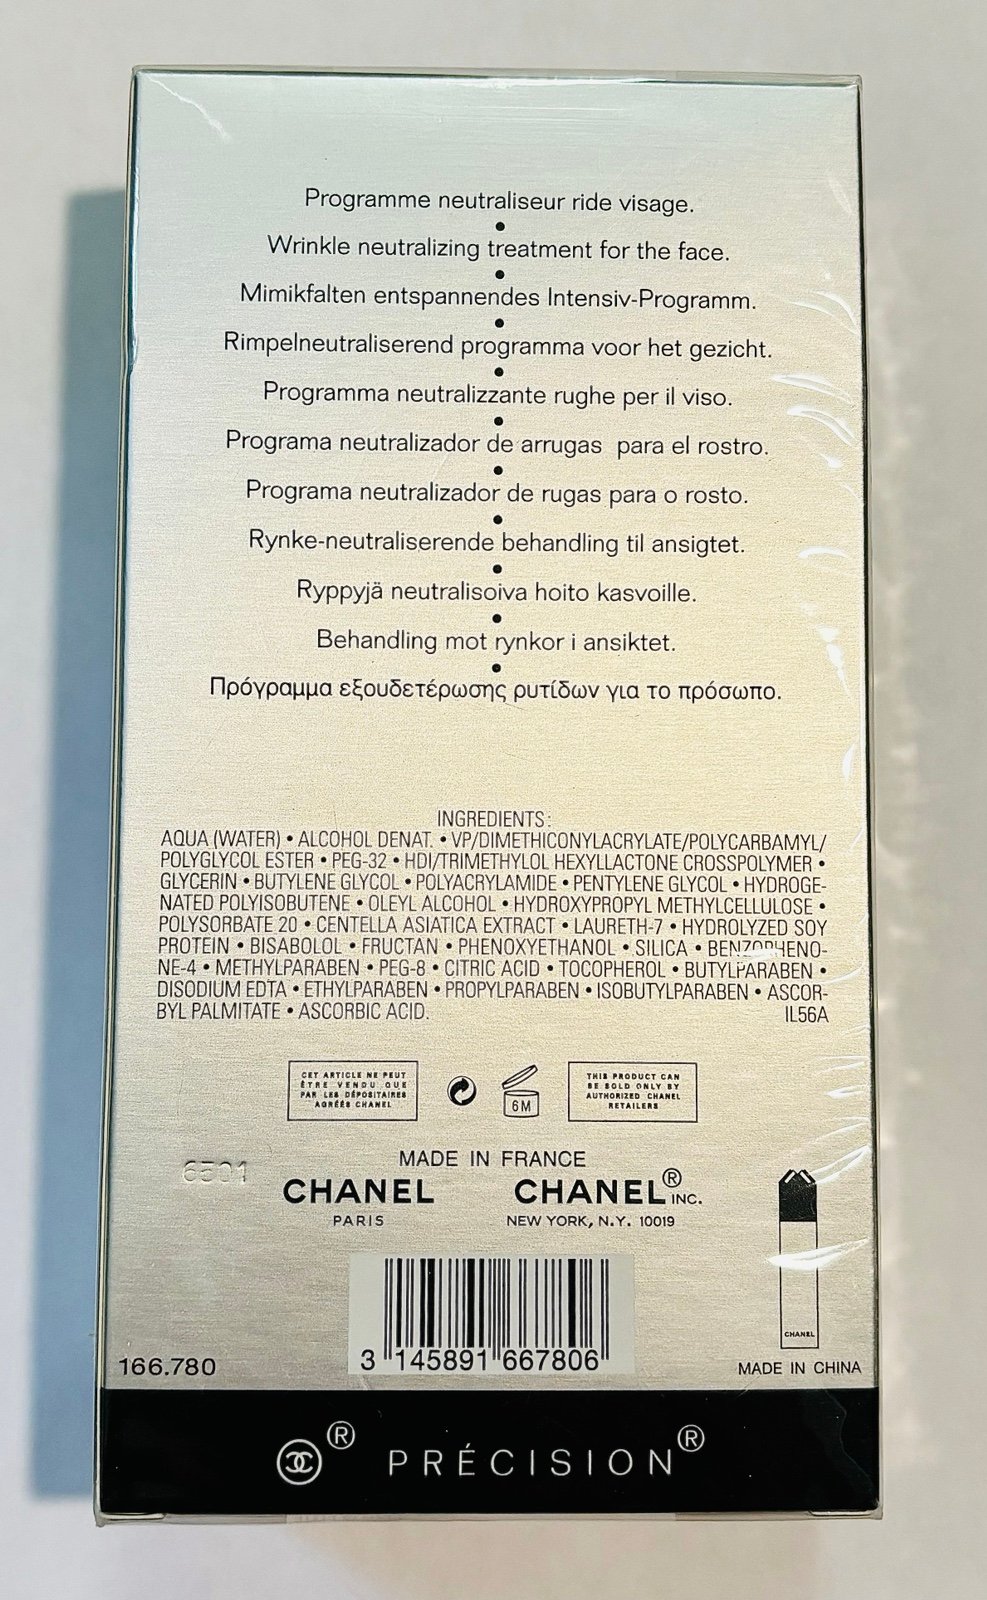 Programme neutraliseur ride visage.
•
Wrinkle neutralizing treatment for the face.
•
Mimikfalten entspannendes Intensiv-Programm.
•
Rimpelneutraliserend programma voor het gezicht.
•
Programma neutralizzante rughe per il viso.
•
Programa neutralizador de arrugas para el rostro.
•
Programa neutralizador de rugas para o rosto.
•
Rynke-neutraliserende behandling til ansigtet.
•
Ryppyjä neutralisoiva hoito kasvoille.
•
Behandling mot rynkor i ansiktet.
•
Πρόγραμμα εξουδετέρωσης ρυτίδων για το πρόσωπο.
INGREDIENTS:
AQUA (WATER) • ALCOHOL DENAT. • VP/DIMETHICONYLACRYLATE/POLYCARBAMYL/
POLYGLYCOL ESTER • PEG-32 • HDI/TRIMETHYLOL HEXYLLACTONE CROSSPOLYMER •
GLYCERIN • BUTYLENE GLYCOL • POLYACRYLAMIDE • PENTYLENE GLYCOL • HYDROGE-
NATED POLYISOBUTENE • OLEYL ALCOHOL • HYDROXYPROPYL METHYLCELLULOSE •
POLYSORBATE 20 • CENTELLA ASIATICA EXTRACT • LAURETH-7 • HYDROLYZED SOY
PROTEIN • BISABOLOL • FRUCTAN • PHENOXYETHANOL • SILICA • BENZOPHENO-
NE-4 • METHYLPARABEN • PEG-8 • CITRIC ACID • TOCOPHEROL • BUTYLPARABEN •
DISODIUM EDTA • ETHYLPARABEN • PROPYLPARABEN • ISOBUTYLPARABEN • ASCOR-
BYL PALMITATE • ASCORBIC ACID. IL56A
CET ARTICLE NE PEUT
ÊTRE VENDU QUE
PAR LES DÉPOSITAIRES
AGRÉÉS CHANEL
6M
THIS PRODUCT CAN
BE SOLD ONLY BY
AUTHORIZED CHANEL
RETAILERS
MADE IN FRANCE
6501
CHANEL
PARIS
CHANEL® INC.
NEW YORK, N.Y. 10019
CHANEL
MADE IN CHINA
3 145891 667806
166.780
® PRÉCISION®